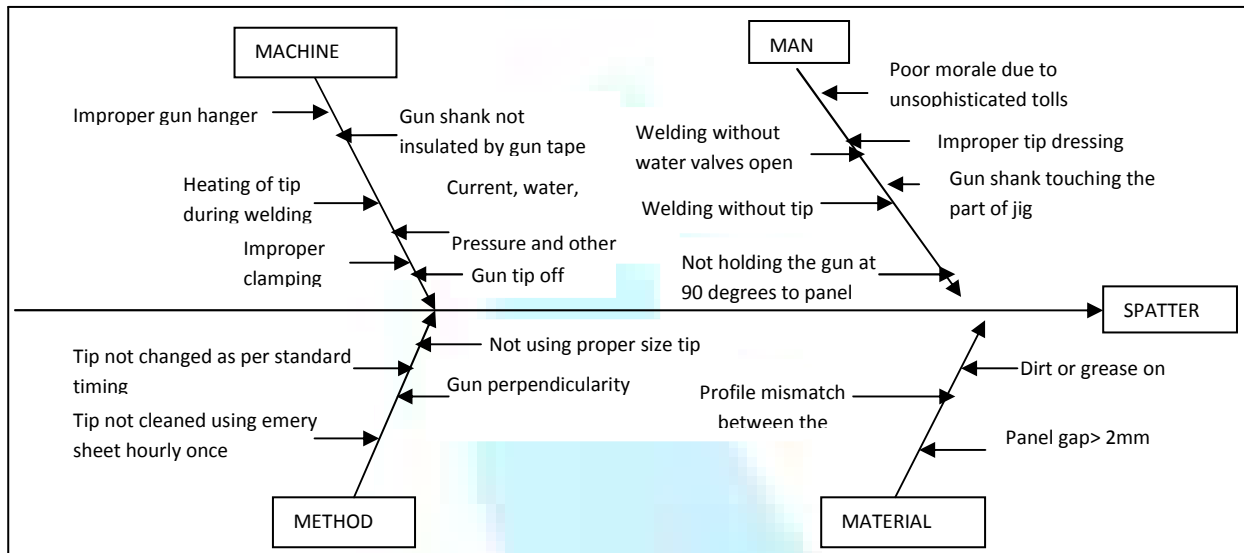 MACHINE
MAN
Improper gun hanger
Gun shank not
insulated by gun tape
Heating of tip
during welding
Current, water,
Pressure and other
Improper
clamping
Gun tip off
Poor morale due to
unsophisticated tolls
Welding without
water valves open
Improper tip dressing
Gun shank touching the
part of jig
Welding without tip
Not holding the gun at
90 degrees to panel
SPATTER
Tip not changed as per standard
timing
Not using proper size tip
Gun perpendicularity
Tip not cleaned using emery
sheet hourly once
Dirt or grease on
Profile mismatch
between the
Panel gap> 2mm
METHOD
MATERIAL